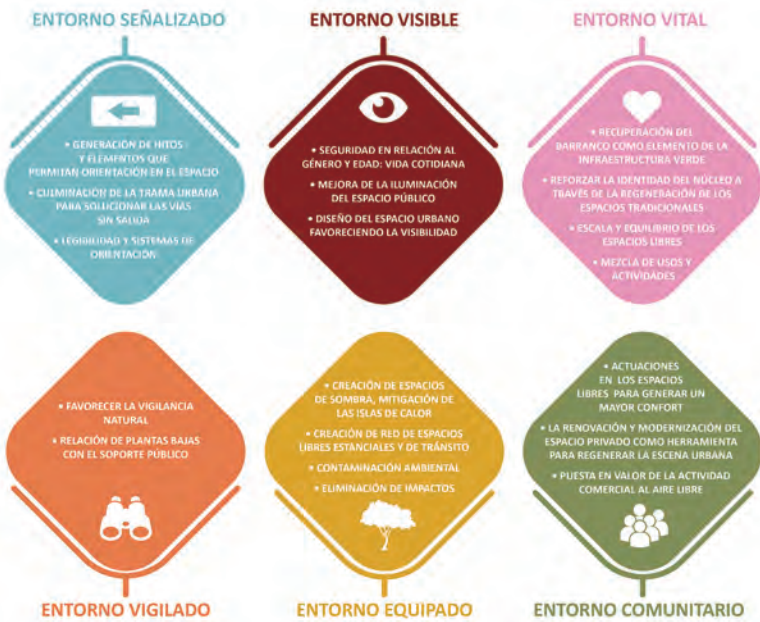 ENTORNO SEÑALIZADO
• GENERACIÓN DE HITOS
Y ELEMENTOS QUE
PERMITAN ORIENTACIÓN EN EL ESPACIO
• CULMINACIÓN DE LA TRAMA URBANA
PARA SOLUCIONAR LAS VÍAS
SIN SALIDA
• LEGIBILIDAD Y SISTEMAS DE
ORIENTACIÓN
ENTORNO VISIBLE
• SEGURIDAD EN RELACIÓN AL
GÉNERO Y EDAD: VIDA COTIDIANA
• MEJORA DE LA ILUMINACIÓN
DEL ESPACIO PÚBLICO
• DISEÑO DEL ESPACIO URBANO
FAVORECIENDO LA VISIBILIDAD
ENTORNO VITAL
• RECUPERACIÓN DEL
BARRANCO COMO ELEMENTO DE LA
INFRAESTRUCTURA VERDE
• REFORZAR LA IDENTIDAD DEL NÚCLEO A
TRAVÉS DE LA REGENERACIÓN DE LOS
ESPACIOS TRADICIONALES
• ESCALA Y EQUILIBRIO DE LOS
ESPACIOS LIBRES
• MEZCLA DE USOS Y
ACTIVIDADES
• FAVORECER LA VIGILANCIA
NATURAL
• RELACIÓN DE PLANTAS BAJAS
CON EL SOPORTE PÚBLICO
ENTORNO VIGILADO
• CREACIÓN DE ESPACIOS
DE SOMBRA, MITIGACIÓN DE
LAS ISLAS DE CALOR
• CREACIÓN DE RED DE ESPACIOS
LIBRES ESTANCIALES Y DE TRÁNSITO
• CONTAMINACIÓN AMBIENTAL
• ELIMINACIÓN DE IMPACTOS
ENTORNO EQUIPADO
• ACTUACIONES
EN LOS ESPACIOS
LIBRES PARA GENERAR UN
MAYOR CONFORT
• LA RENOVACIÓN Y MODERNIZACIÓN DEL
ESPACIO PRIVADO COMO HERRAMIENTA
PARA REGENERAR LA ESCENA URBANA
• PUESTA EN VALOR DE LA ACTIVIDAD
COMERCIAL AL AIRE LIBRE
ENTORNO COMUNITARIO